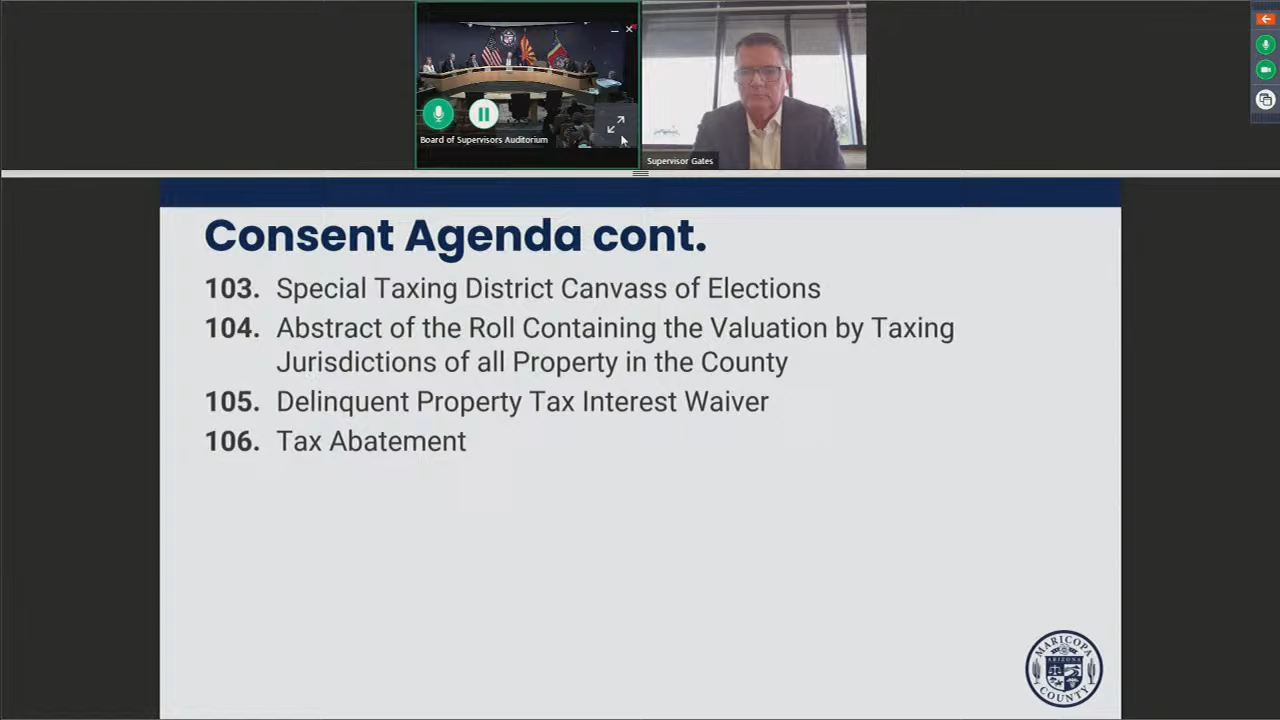 Board of Supervisors Auditorium
Supervisor Gates
Consent Agenda cont.
103. Special Taxing District Canvass of Elections
104. Abstract of the Roll Containing the Valuation by Taxing
Jurisdictions of all Property in the County
105. Delinquent Property Tax Interest Waiver
106. Tax Abatement
MARICOPA
ARIZONA
COUNTY